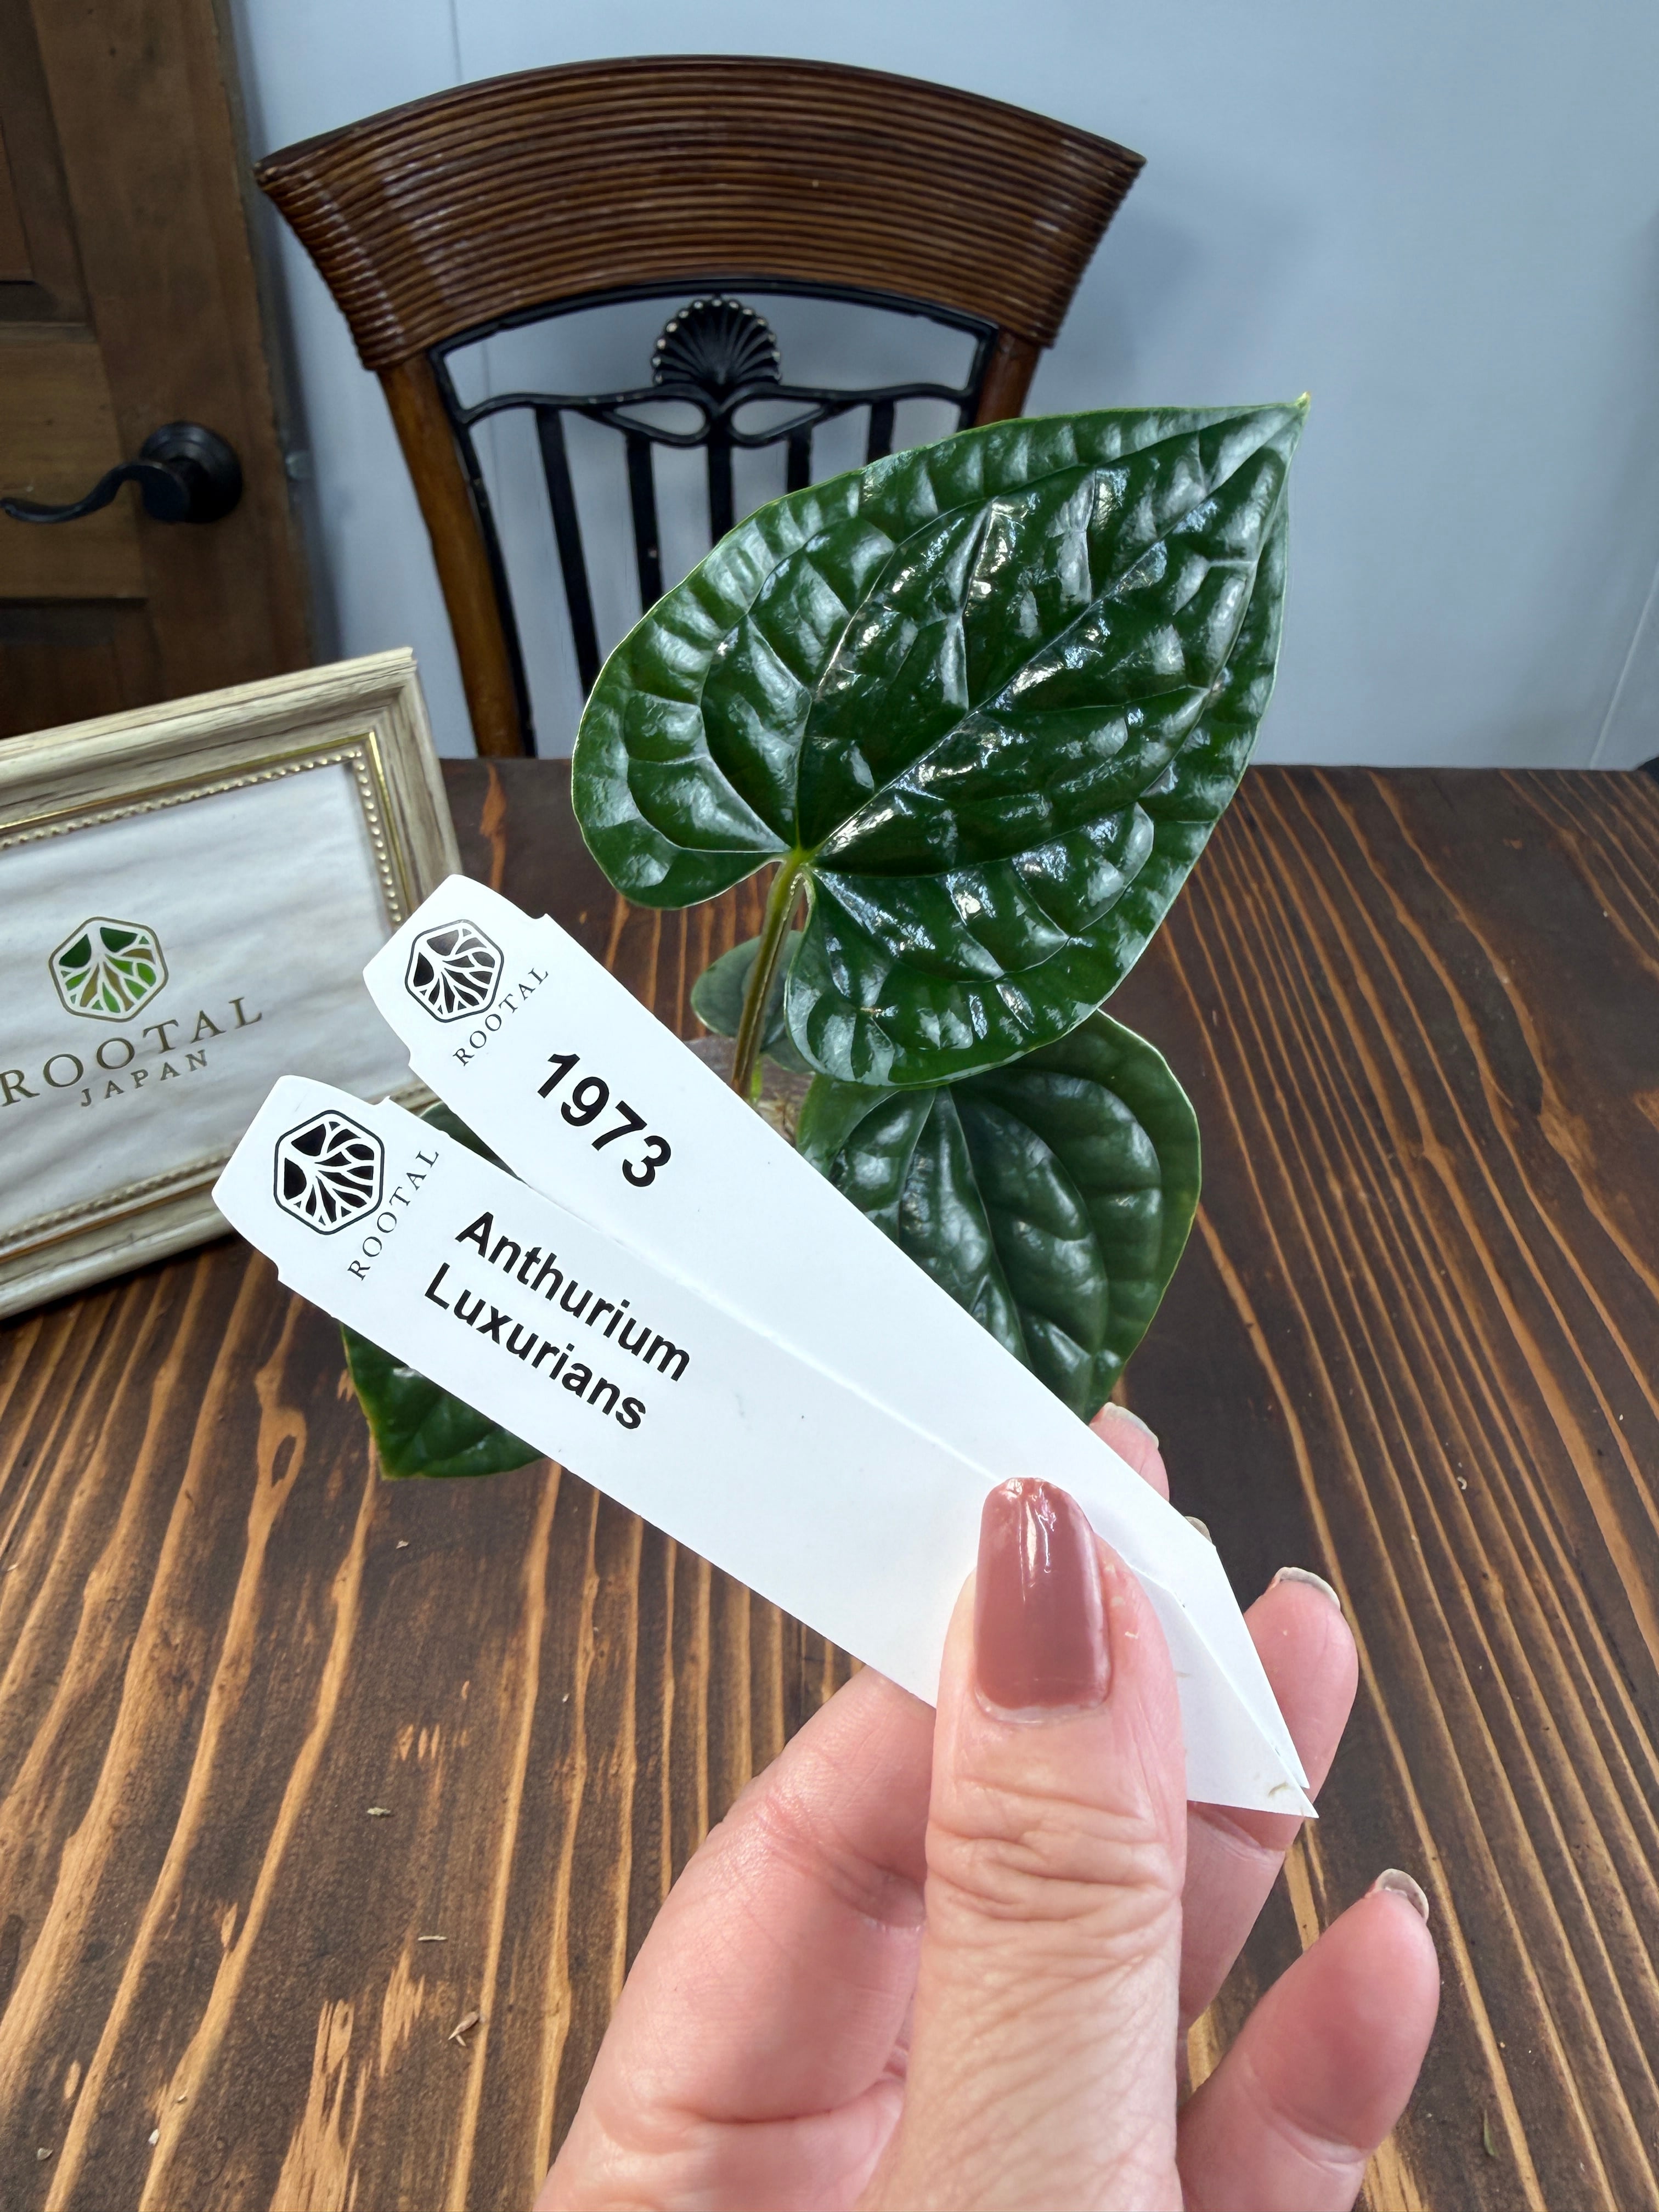 ROOTAL
JAPAN
ROOTAL
1973
ROOTAL
Anthurium
Luxurians